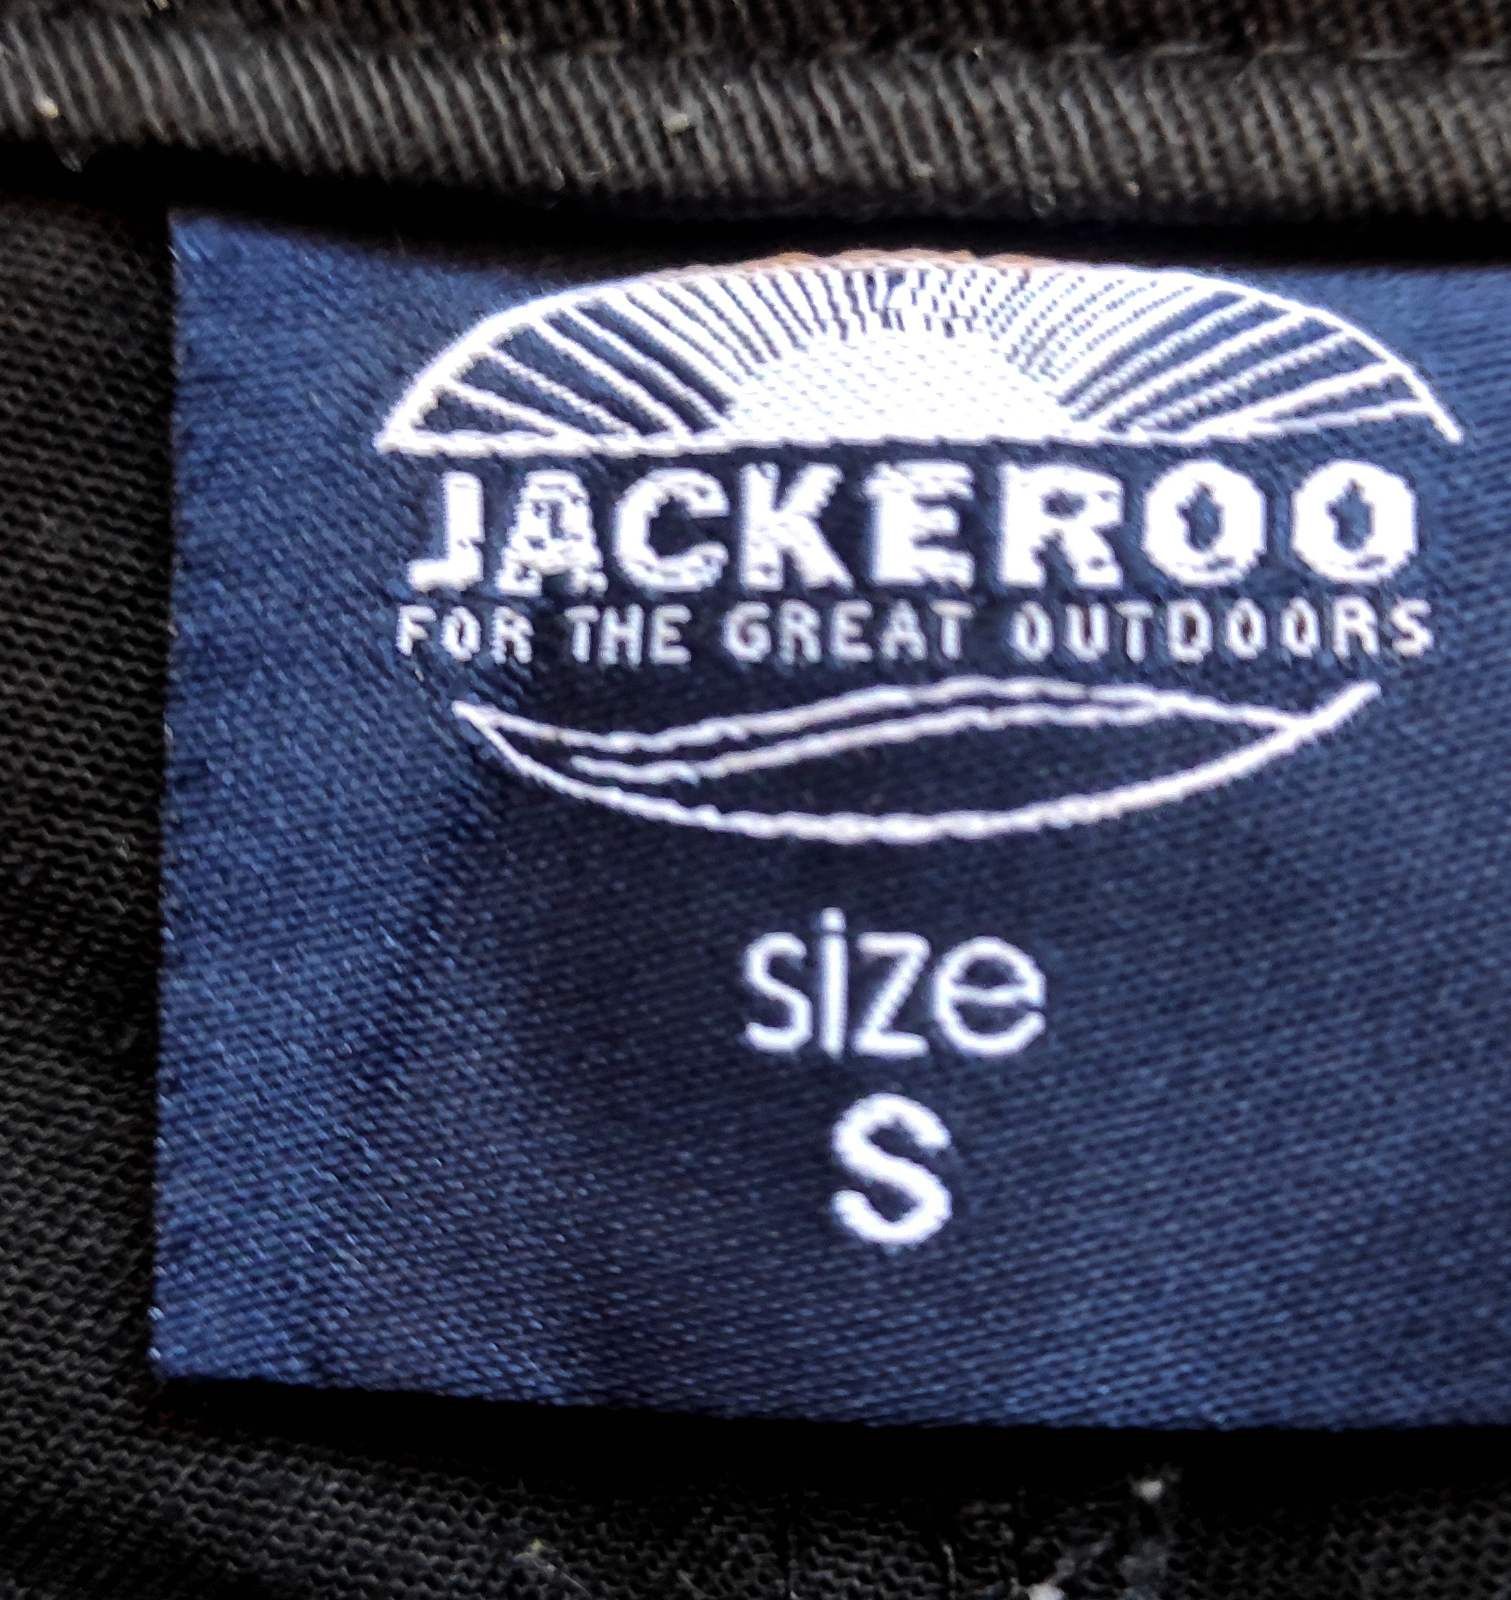 JACKEROO
FOR THE GREAT OUTDOORS
size
S